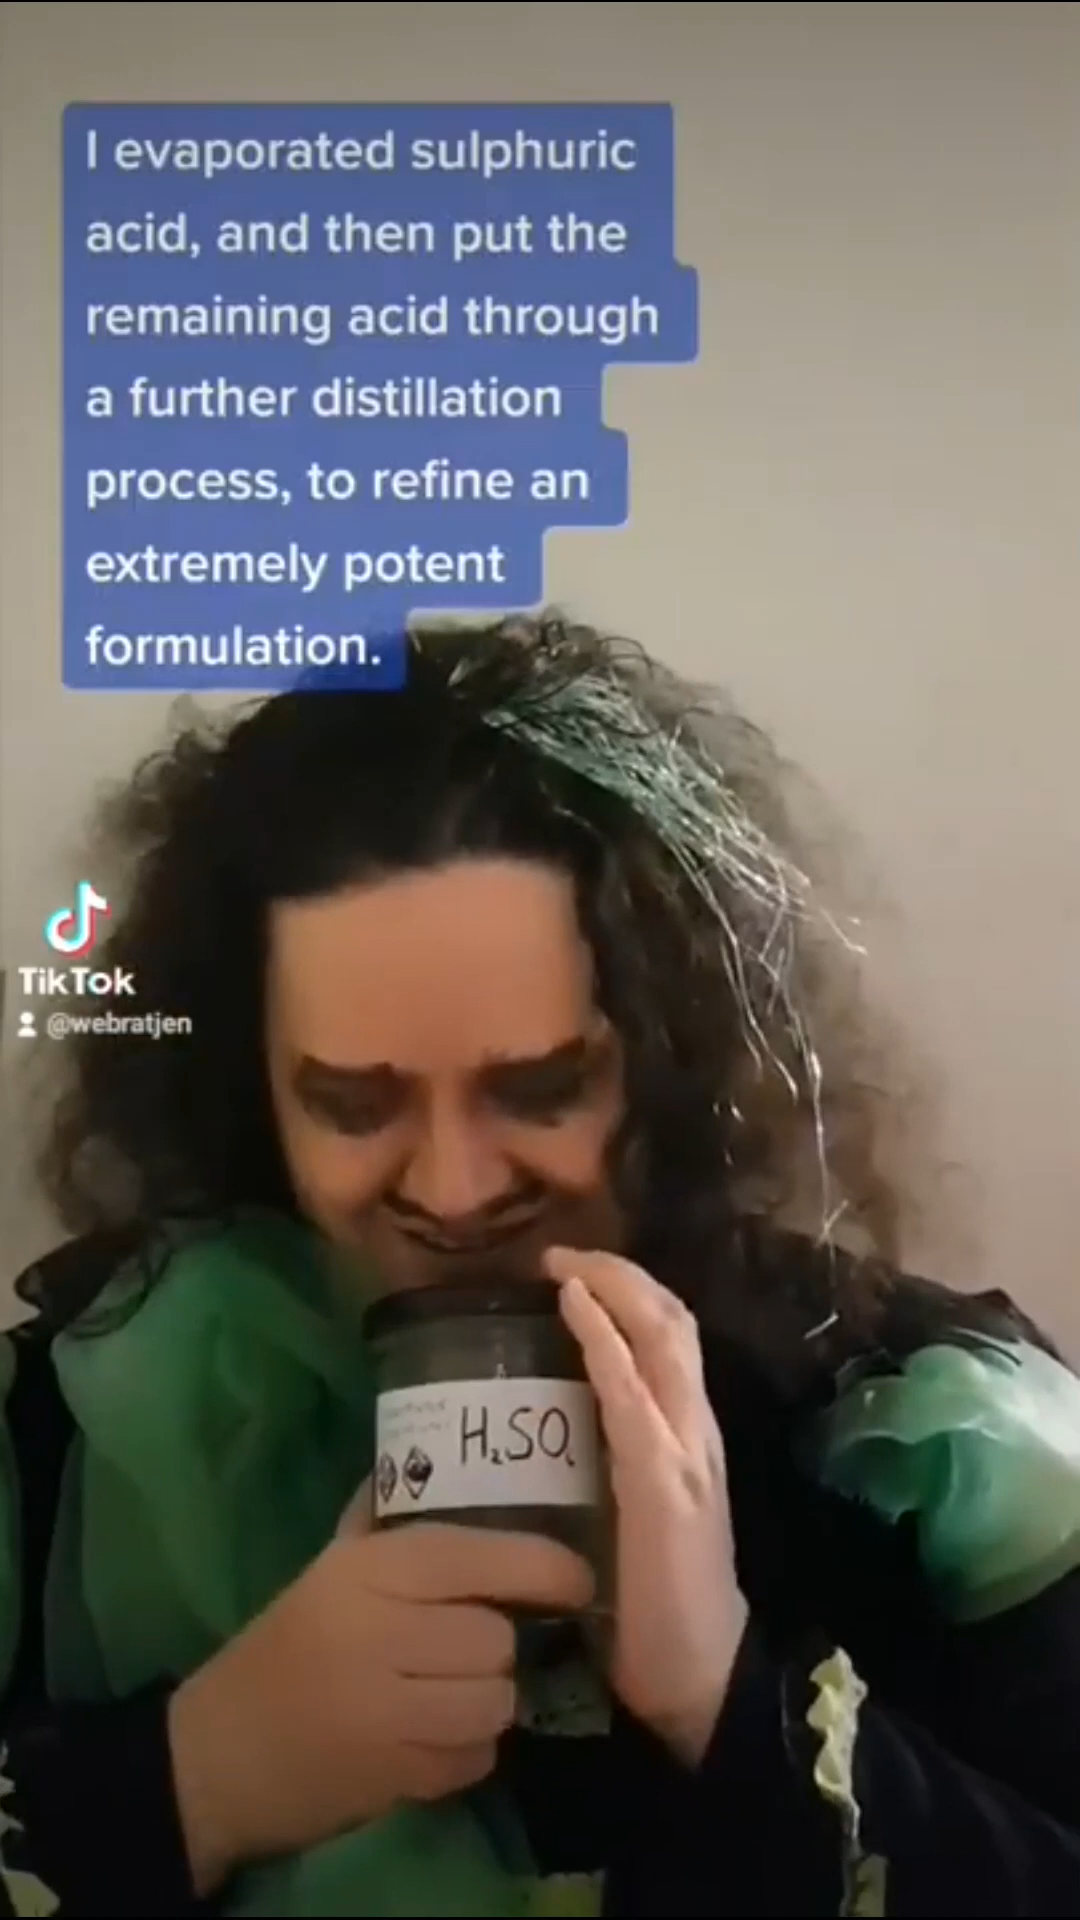 I evaporated sulphuric
acid, and then put the
remaining acid through
a further distillation
process, to refine an
extremely potent
formulation.
TikTok
@webratjen
H₂SO₄